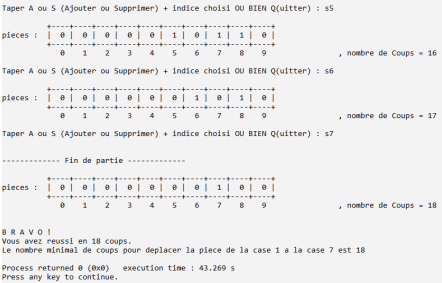 Taper A ou S (Ajouter ou Supprimer) + indice choisi OU BIEN Q(uitter) : s5
+---+---+---+---+---+---+---+---+---+---+
pieces : | 0 | 0 | 0 | 0 | 0 | 1 | 0 | 1 | 1 | 0 |
+---+---+---+---+---+---+---+---+---+---+
0 1 2 3 4 5 6 7 8 9 , nombre de Coups = 16
Taper A ou S (Ajouter ou Supprimer) + indice choisi OU BIEN Q(uitter) : s6
+---+---+---+---+---+---+---+---+---+---+
pieces : | 0 | 0 | 0 | 0 | 0 | 0 | 1 | 0 | 1 | 0 |
+---+---+---+---+---+---+---+---+---+---+
0 1 2 3 4 5 6 7 8 9 , nombre de Coups = 17
Taper A ou S (Ajouter ou Supprimer) + indice choisi OU BIEN Q(uitter) : s7
------------- Fin de partie -------------
+---+---+---+---+---+---+---+---+---+---+
pieces : | 0 | 0 | 0 | 0 | 0 | 0 | 0 | 1 | 0 | 0 |
+---+---+---+---+---+---+---+---+---+---+
0 1 2 3 4 5 6 7 8 9 , nombre de Coups = 18
B R A V O !
Vous avez reussi en 18 coups.
Le nombre minimal de coups pour deplacer la piece de la case 1 a la case 7 est 18
Process returned 0 (0x0) execution time : 43.269 s
Press any key to continue.